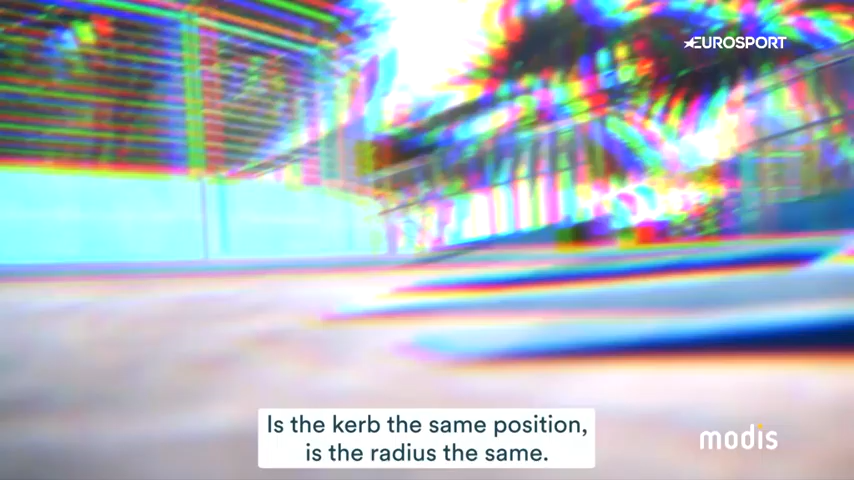 EUROSPORT
Is the kerb the same position,
is the radius the same.
modis